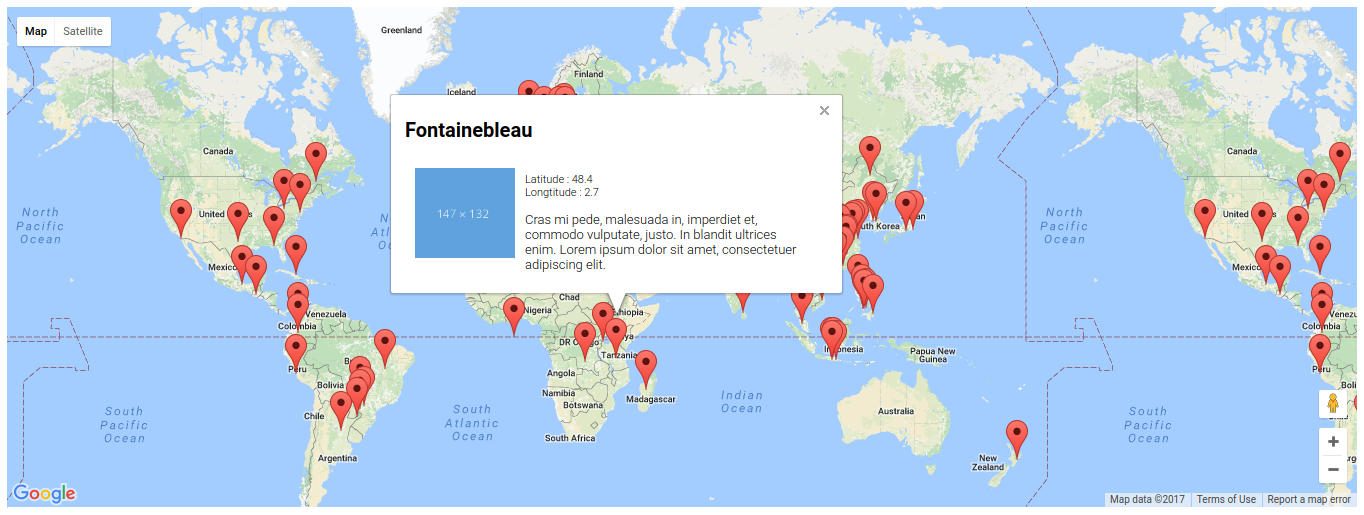 Map Satellite
Greenland
Finland
Iceland
Canada
Canada
Fontainebleau
147 × 132
Latitude : 48.4
Longtitude : 2.7
Cras mi pede, malesuada in, imperdiet et,
commodo vulputate, justo. In blandit ultrices
enim. Lorem ipsum dolor sit amet, consectetuer
adipiscing elit.
North
Pacific
Ocean
United
North
Pacific
Ocean
United
uth Korea
Mexico
Mexico
Chad
Nigeria
Venezuela
Colombia
Colombia
DR
Tanzania
Papua New
Guinea
Peru
Peru
Bolivia
Angola
Namibia
Botswana
Madagascar
Indian
Ocean
Australia
South
Pacific
Ocean
Chile
South
Atlantic
Ocean
South Africa
South
Pacific
Ocean
Argentina
New
Zealand
Google
Map data ©2017 Terms of Use Report a map error